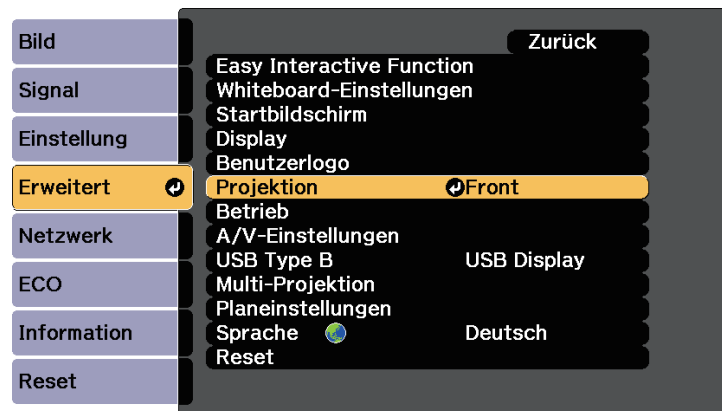 Bild
Signal
Einstellung
Erweitert
Netzwerk
ECO
Information
Reset
Zurück
Easy Interactive Function
Whiteboard-Einstellungen
Startbildschirm
Display
Benutzerlogo
Projektion Front
Betrieb
A/V-Einstellungen
USB Type B USB Display
Multi-Projektion
Planeinstellungen
Sprache Deutsch
Reset